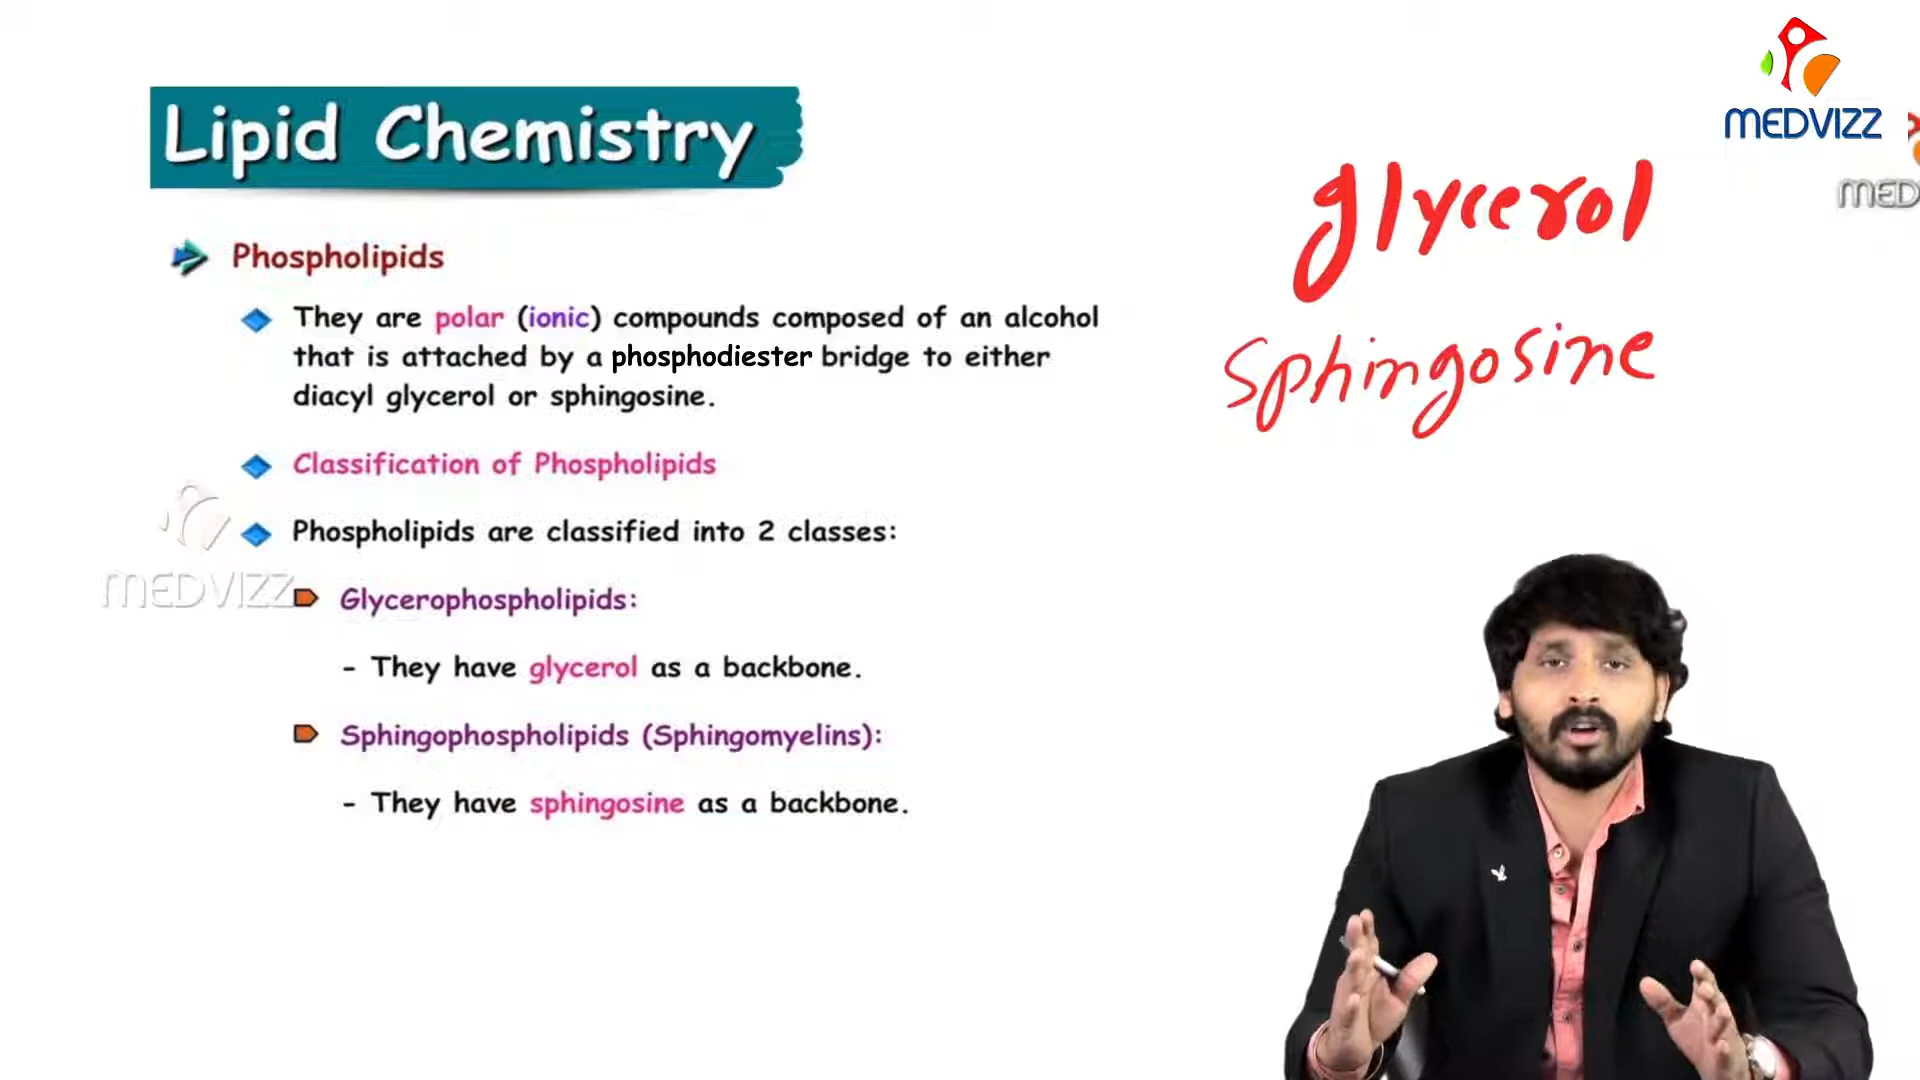 MEDVIZZ
MED
Lipid Chemistry
glycerol
sphingosine
Phospholipids
They are polar (ionic) compounds composed of an alcohol
that is attached by a phosphodiester bridge to either
diacyl glycerol or sphingosine.
Classification of Phospholipids
Phospholipids are classified into 2 classes:
MEDVIZZ
Glycerophospholipids:
- They have glycerol as a backbone.
Sphingophospholipids (Sphingomyelins):
- They have sphingosine as a backbone.